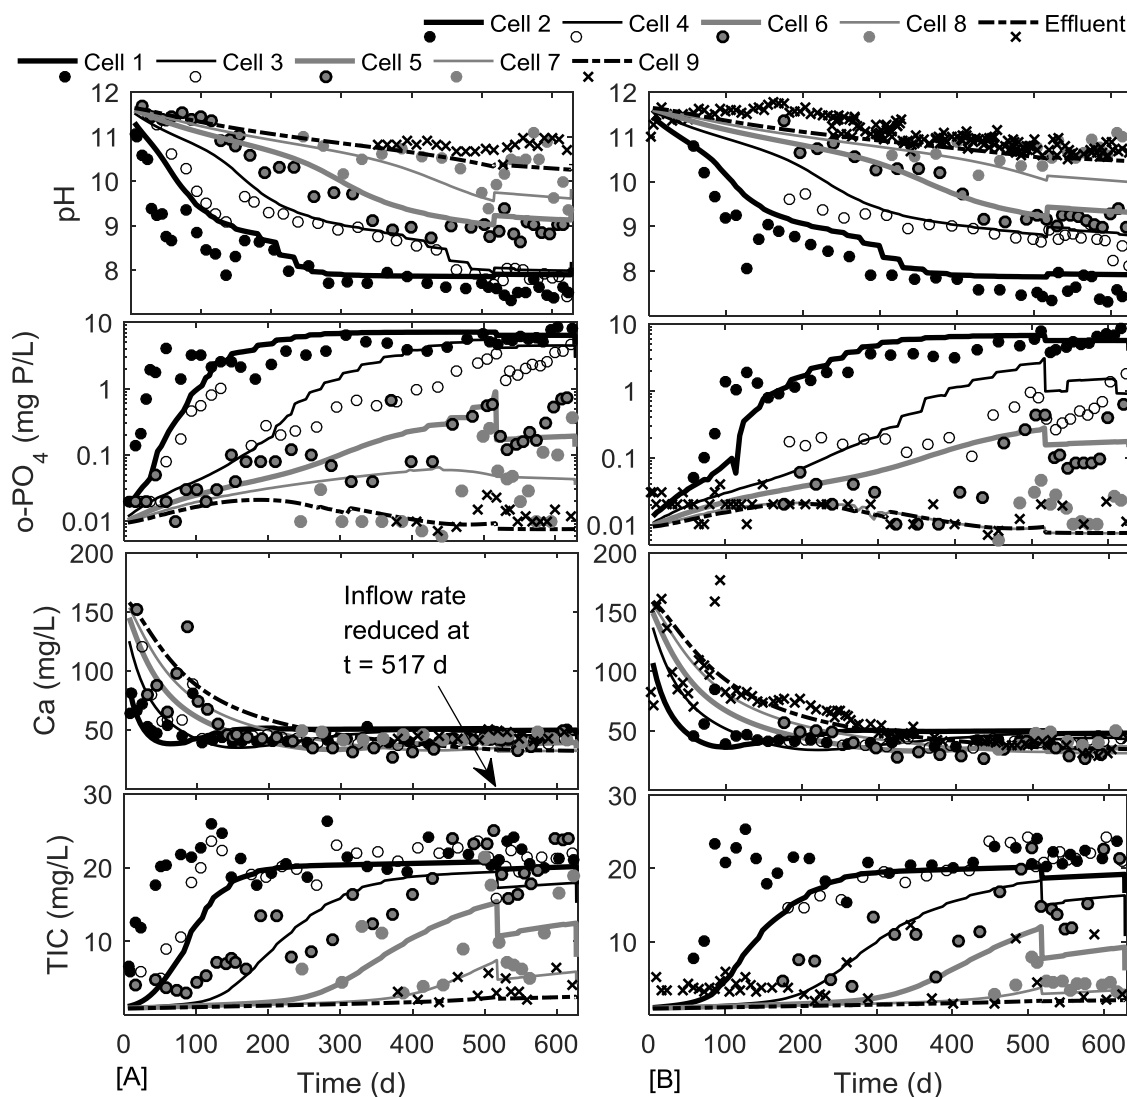 Cell 2 Cell 4 Cell 6 Cell 8 Effluent
Cell 1 Cell 3 Cell 5 Cell 7 Cell 9
12
11
10
9
8
pH
12
11
10
9
8
pH
10
1
0.1
0.01
o-PO4 (mg P/L)
10
1
0.1
0.01
200
150
100
50
Ca (mg/L)
Inflow rate
reduced at
t = 517 d
200
150
100
50
30
20
10
TIC (mg/L)
30
20
10
0 100 200 300 400 500 600
0 100 200 300 400 500 600
[A] Time (d)
[B] Time (d)